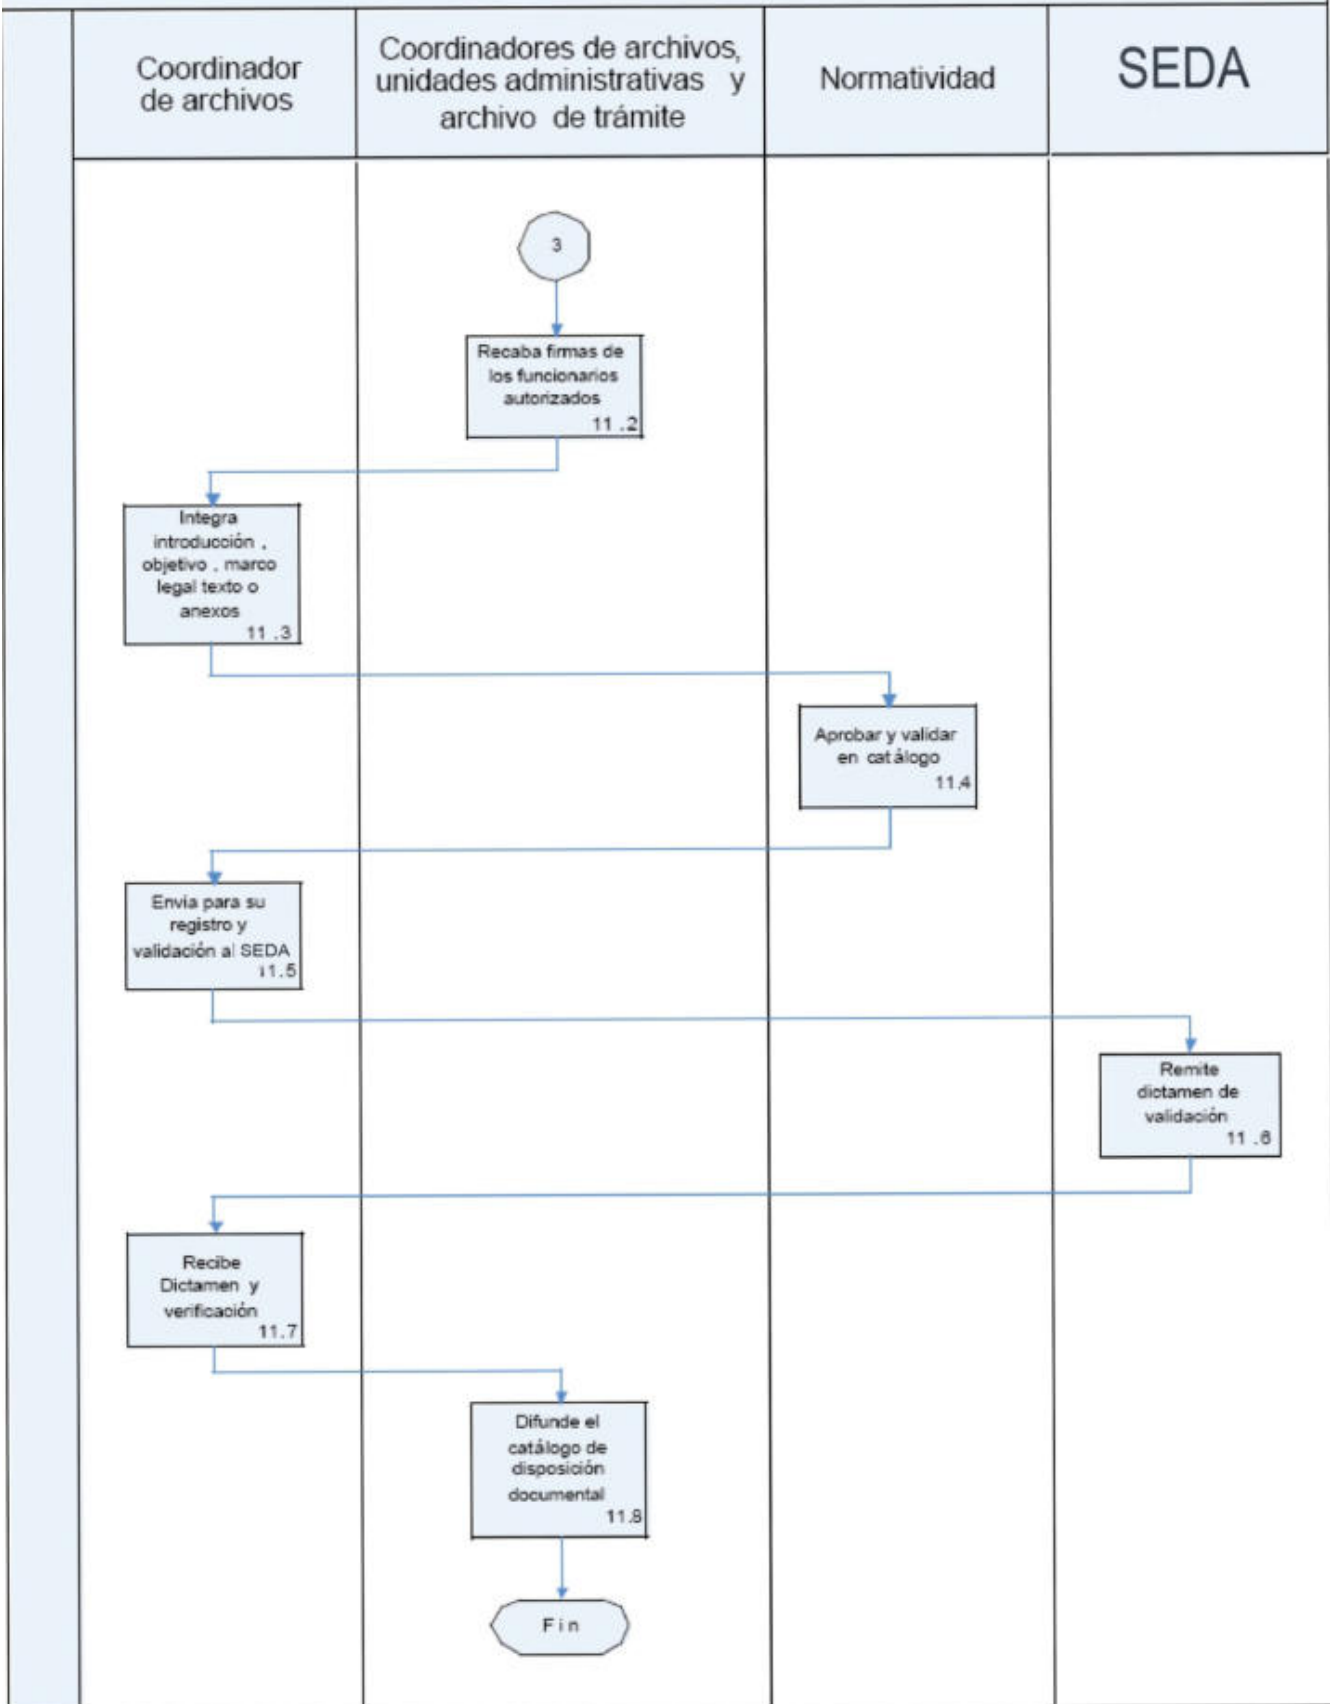 Coordinador
de archivos
Coordinadores de archivos,
unidades administrativas y
archivo de trámite
Normatividad
SEDA
3
Recaba firmas de
los funcionarios
autorizados
11 .2
Integra
introducción ,
objetivo , marco
legal texto o
anexos
11 .3
Aprobar y validar
en catálogo
11.4
Envia para su
registro y
validación al SEDA
11.5
Remite
dictamen de
validación
11 .6
Recibe
Dictamen y
verificación
11.7
Difunde el
catálogo de
disposición
documental
11.8
Fin